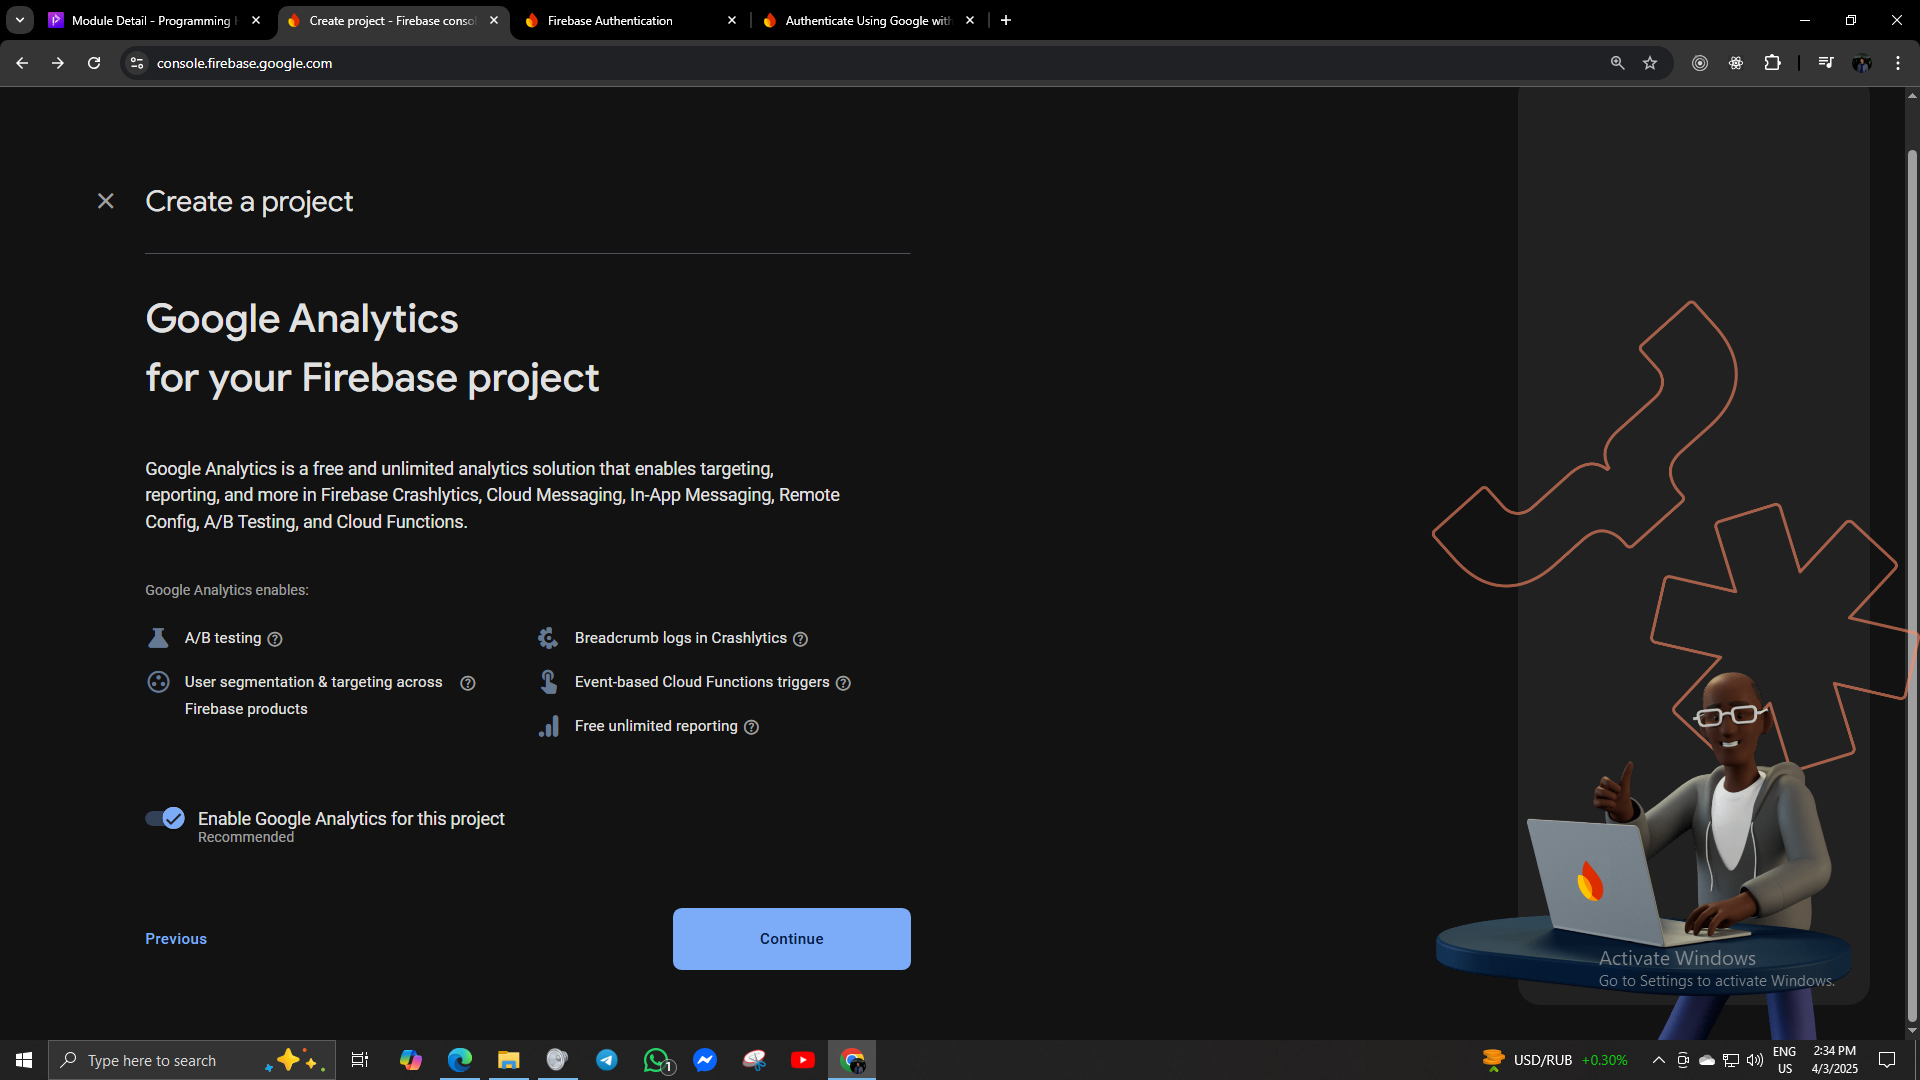 Module Detail - Programming H
Create project - Firebase conso
Firebase Authentication
Authenticate Using Google with
console.firebase.google.com
Create a project
Google Analytics
for your Firebase project
Google Analytics is a free and unlimited analytics solution that enables targeting,
reporting, and more in Firebase Crashlytics, Cloud Messaging, In-App Messaging, Remote
Config, A/B Testing, and Cloud Functions.
Google Analytics enables:
A/B testing
Breadcrumb logs in Crashlytics
User segmentation & targeting across
Firebase products
Event-based Cloud Functions triggers
Free unlimited reporting
Enable Google Analytics for this project
Recommended
Previous
Continue
Activate Windows
Go to Settings to activate Windows.
Type here to search
1
USD/RUB +0.30%
ENG
US
2:34 PM
4/3/2025